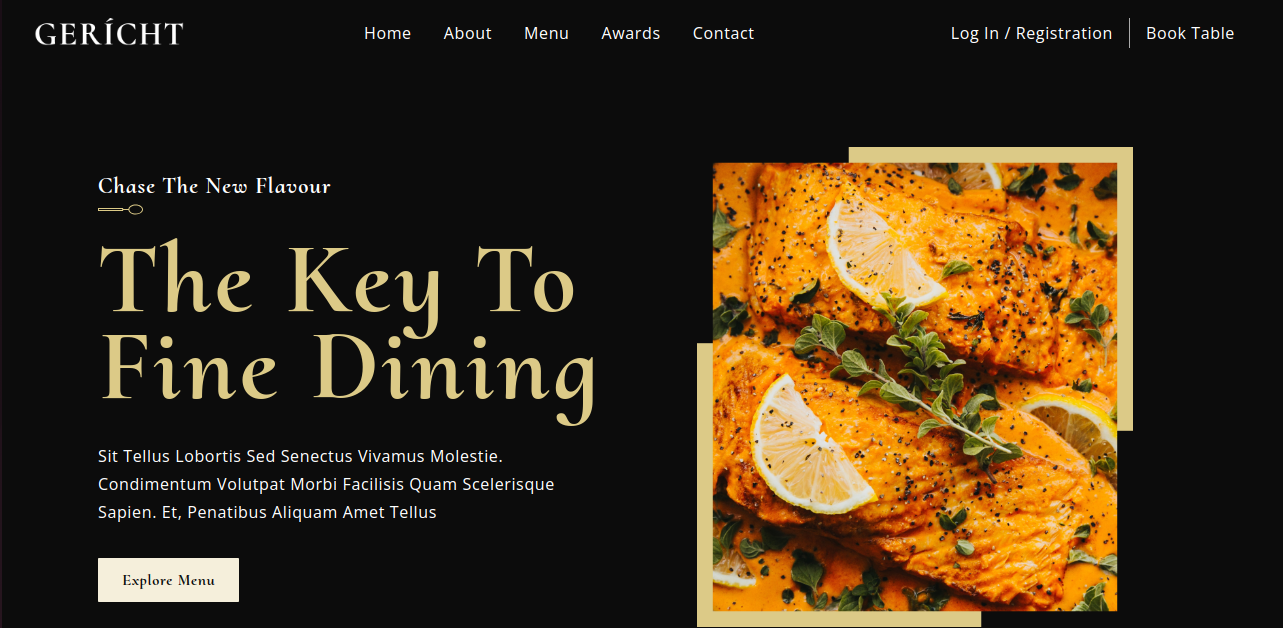 GERÍCHT
Home About Menu Awards Contact
Log In / Registration Book Table
Chase The New Flavour
The Key To
Fine Dining
Sit Tellus Lobortis Sed Senectus Vivamus Molestie.
Condimentum Volutpat Morbi Facilisis Quam Scelerisque
Sapien. Et, Penatibus Aliquam Amet Tellus
Explore Menu